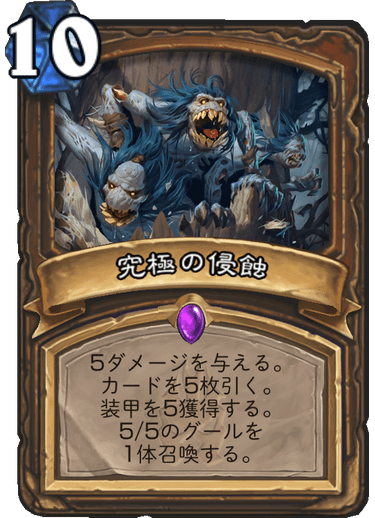 10
究極の侵蝕
5ダメージを与える。
カードを5枚引く。
装甲を5獲得する。
5/5のグールを
1体召喚する。